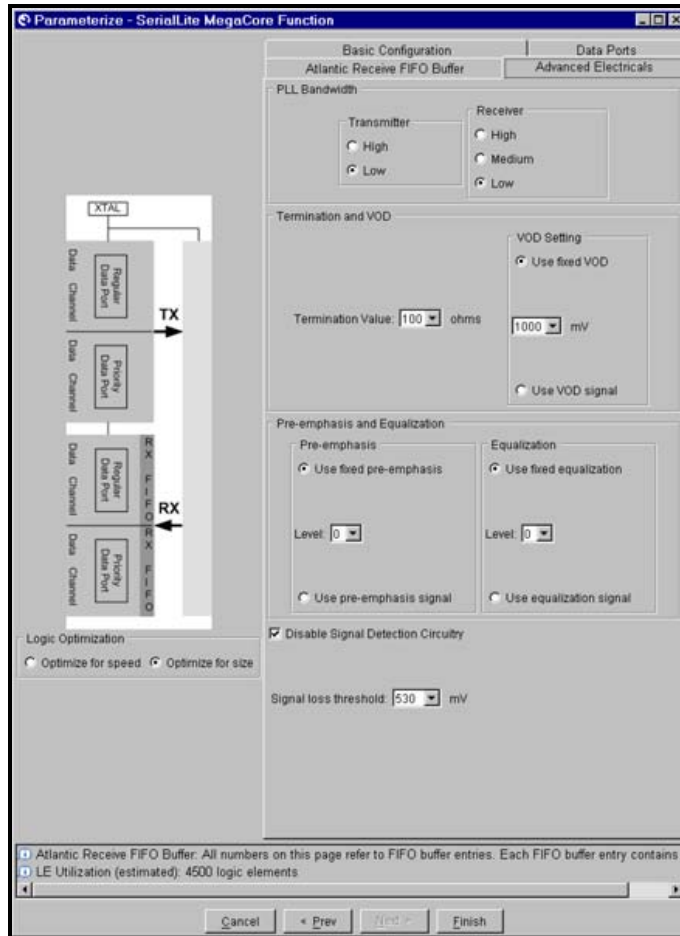 Parameterize - SerialLite MegaCore Function
Basic Configuration
Data Ports
Atlantic Receive FIFO Buffer
Advanced Electricals
PLL Bandwidth
Transmitter
High
Low
Receiver
High
Medium
Low
XTAL
Data Channel
Regular Data Port
TX
Data Channel
Priority Data Port
Data Channel
Regular Data Port
RX FIFO
RX
Data Channel
Priority Data Port
RX FIFO
Termination and VOD
Termination Value: 100 ohms
VOD Setting
Use fixed VOD
1000 mV
Use VOD signal
Pre-emphasis and Equalization
Pre-emphasis
Use fixed pre-emphasis
Level: 0
Use pre-emphasis signal
Equalization
Use fixed equalization
Level: 0
Use equalization signal
Logic Optimization
Optimize for speed
Optimize for size
Disable Signal Detection Circuitry
Signal loss threshold: 530 mV
Atlantic Receive FIFO Buffer: All numbers on this page refer to FIFO buffer entries. Each FIFO buffer entry contains
LE Utilization (estimated): 4500 logic elements
Cancel
< Prev
Next >
Finish